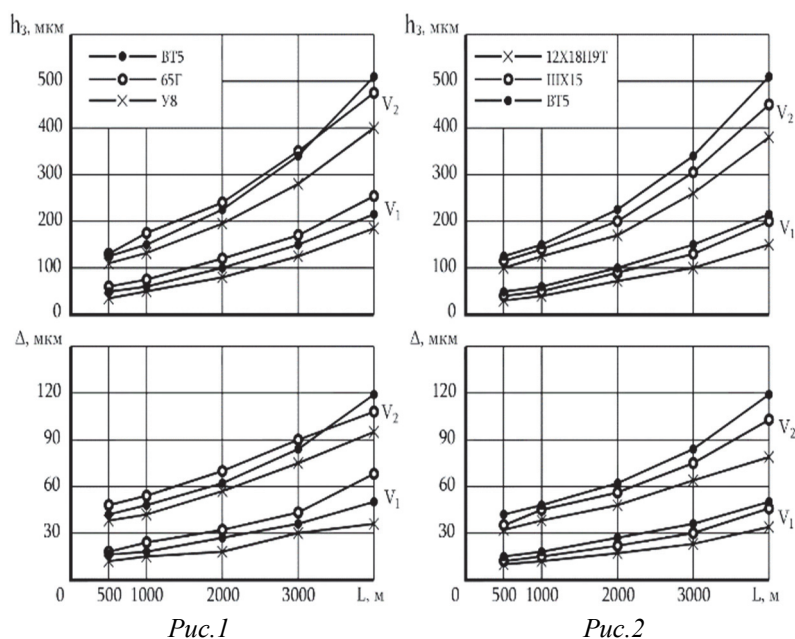 h₃, мкм
500
400
300
200
100
0
ВТ5
65Г
У8
V₂
V₁
Δ, мкм
120
90
60
30
0
V₂
V₁
500 1000 2000 3000 L, м
Рис.1
h₃, мкм
500
400
300
200
100
0
12Х18Н9Т
ШХ15
ВТ5
V₂
V₁
Δ, мкм
120
90
60
30
0
V₂
V₁
500 1000 2000 3000 L, м
Рис.2